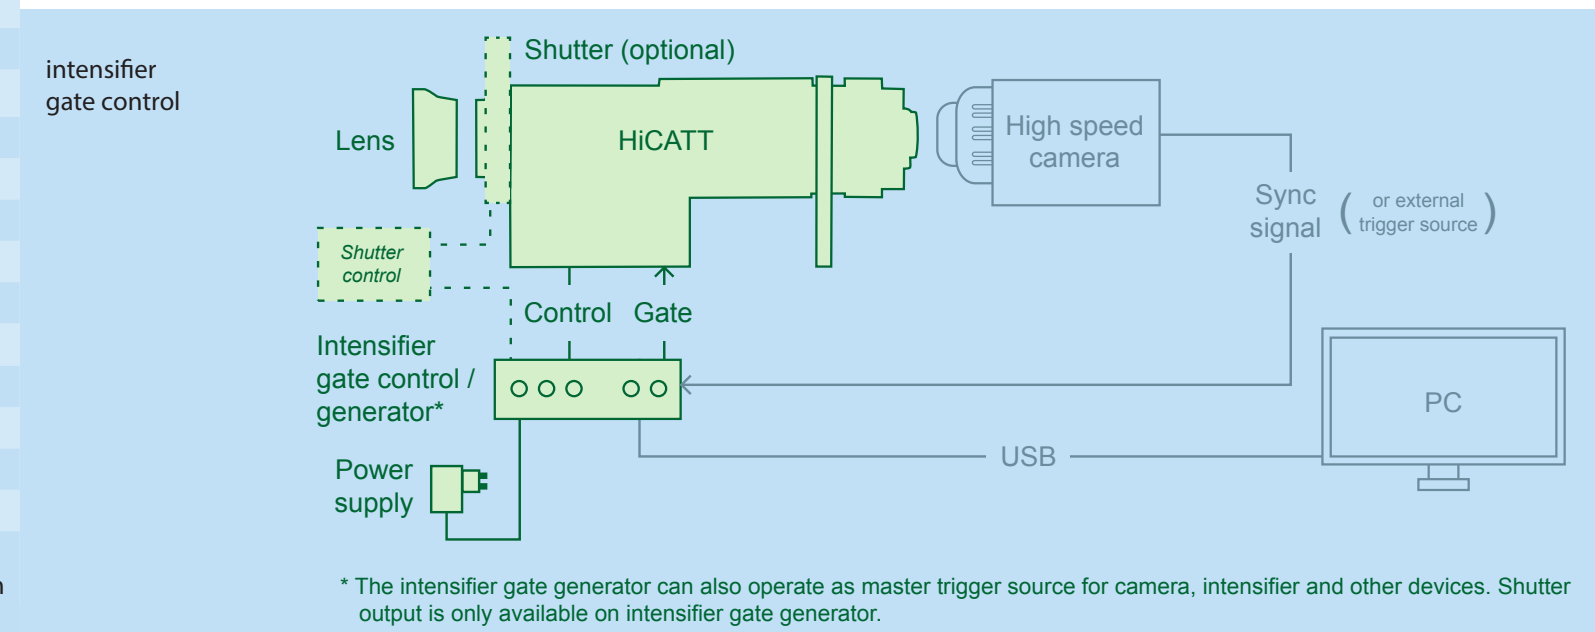 intensifier
gate control
Shutter (optional)
Lens
HiCATT
High speed
camera
Sync
signal
( or external
trigger source )
Shutter
control
Control
Gate
Intensifier
gate control /
generator*
PC
USB
Power
supply
n
* The intensifier gate generator can also operate as master trigger source for camera, intensifier and other devices. Shutter
output is only available on intensifier gate generator.